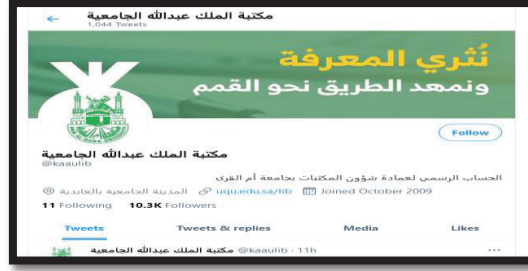 مكتبة الملك عبدالله الجامعية
1,044 Tweets
نُثري المعرفة
ونمهد الطريق نحو القمم
Follow
مكتبة الملك عبدالله الجامعية
@kaaulib
الحساب الرسمي لعمادة شؤون المكتبات بجامعة أم القرى
المدينة الجامعية بالعابدية uqu.edu.sa/lib Joined October 2009
11 Following 10.3K Followers
Tweets Tweets & replies Media Likes
مكتبة الملك عبدالله الجامعية @kaaulib · 11h